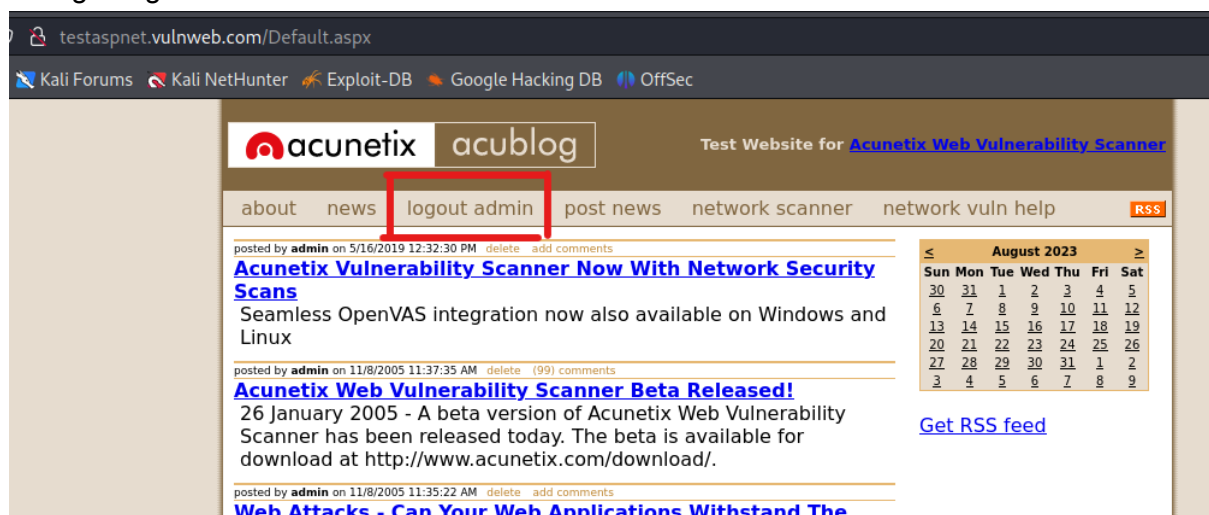 testaspnet.vulnweb.com/Default.aspx
Kali Forums Kali NetHunter Exploit-DB Google Hacking DB OffSec
acunetix acublog
Test Website for Acunetix Web Vulnerability Scanner
about news logout admin post news network scanner network vuln help RSS
posted by admin on 5/16/2019 12:32:30 PM delete add comments
Acunetix Vulnerability Scanner Now With Network Security
Scans
Seamless OpenVAS integration now also available on Windows and
Linux
posted by admin on 11/8/2005 11:37:35 AM delete (99) comments
Acunetix Web Vulnerability Scanner Beta Released!
26 January 2005 - A beta version of Acunetix Web Vulnerability
Scanner has been released today. The beta is available for
download at http://www.acunetix.com/download/.
posted by admin on 11/8/2005 11:35:22 AM delete add comments
Web Attacks - Can Your Web Applications Withstand The
< August 2023 >
Sun Mon Tue Wed Thu Fri Sat
30 31 1 2 3 4 5
6 7 8 9 10 11 12
13 14 15 16 17 18 19
20 21 22 23 24 25 26
27 28 29 30 31 1 2
3 4 5 6 7 8 9
Get RSS feed